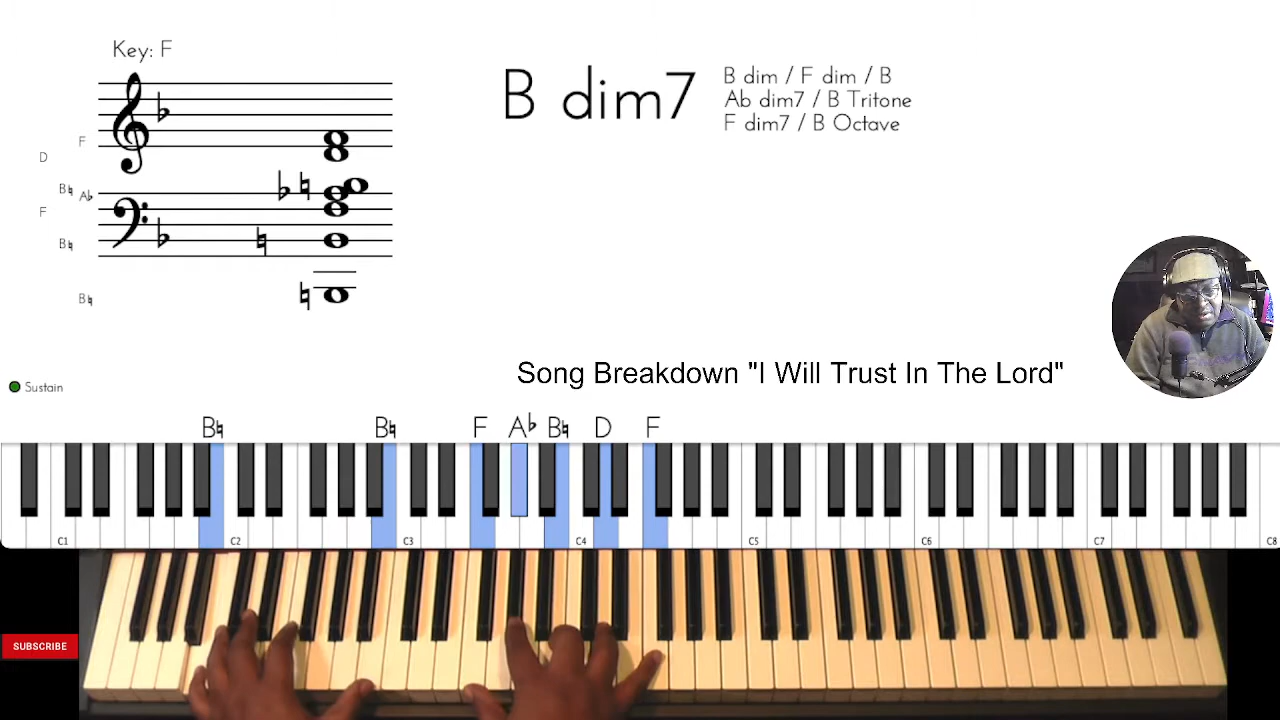 Key: F
B dim7
B dim / F dim / B
Ab dim7 / B Tritone
F dim7 / B Octave
F
D
B♮
A♭
F
B♮
B♮
Song Breakdown "I Will Trust In The Lord"
Sustain
B♮ B♮ F A♭ B♮ D F
C1 C2 C3 C4 C5 C6 C7 C8
SUBSCRIBE